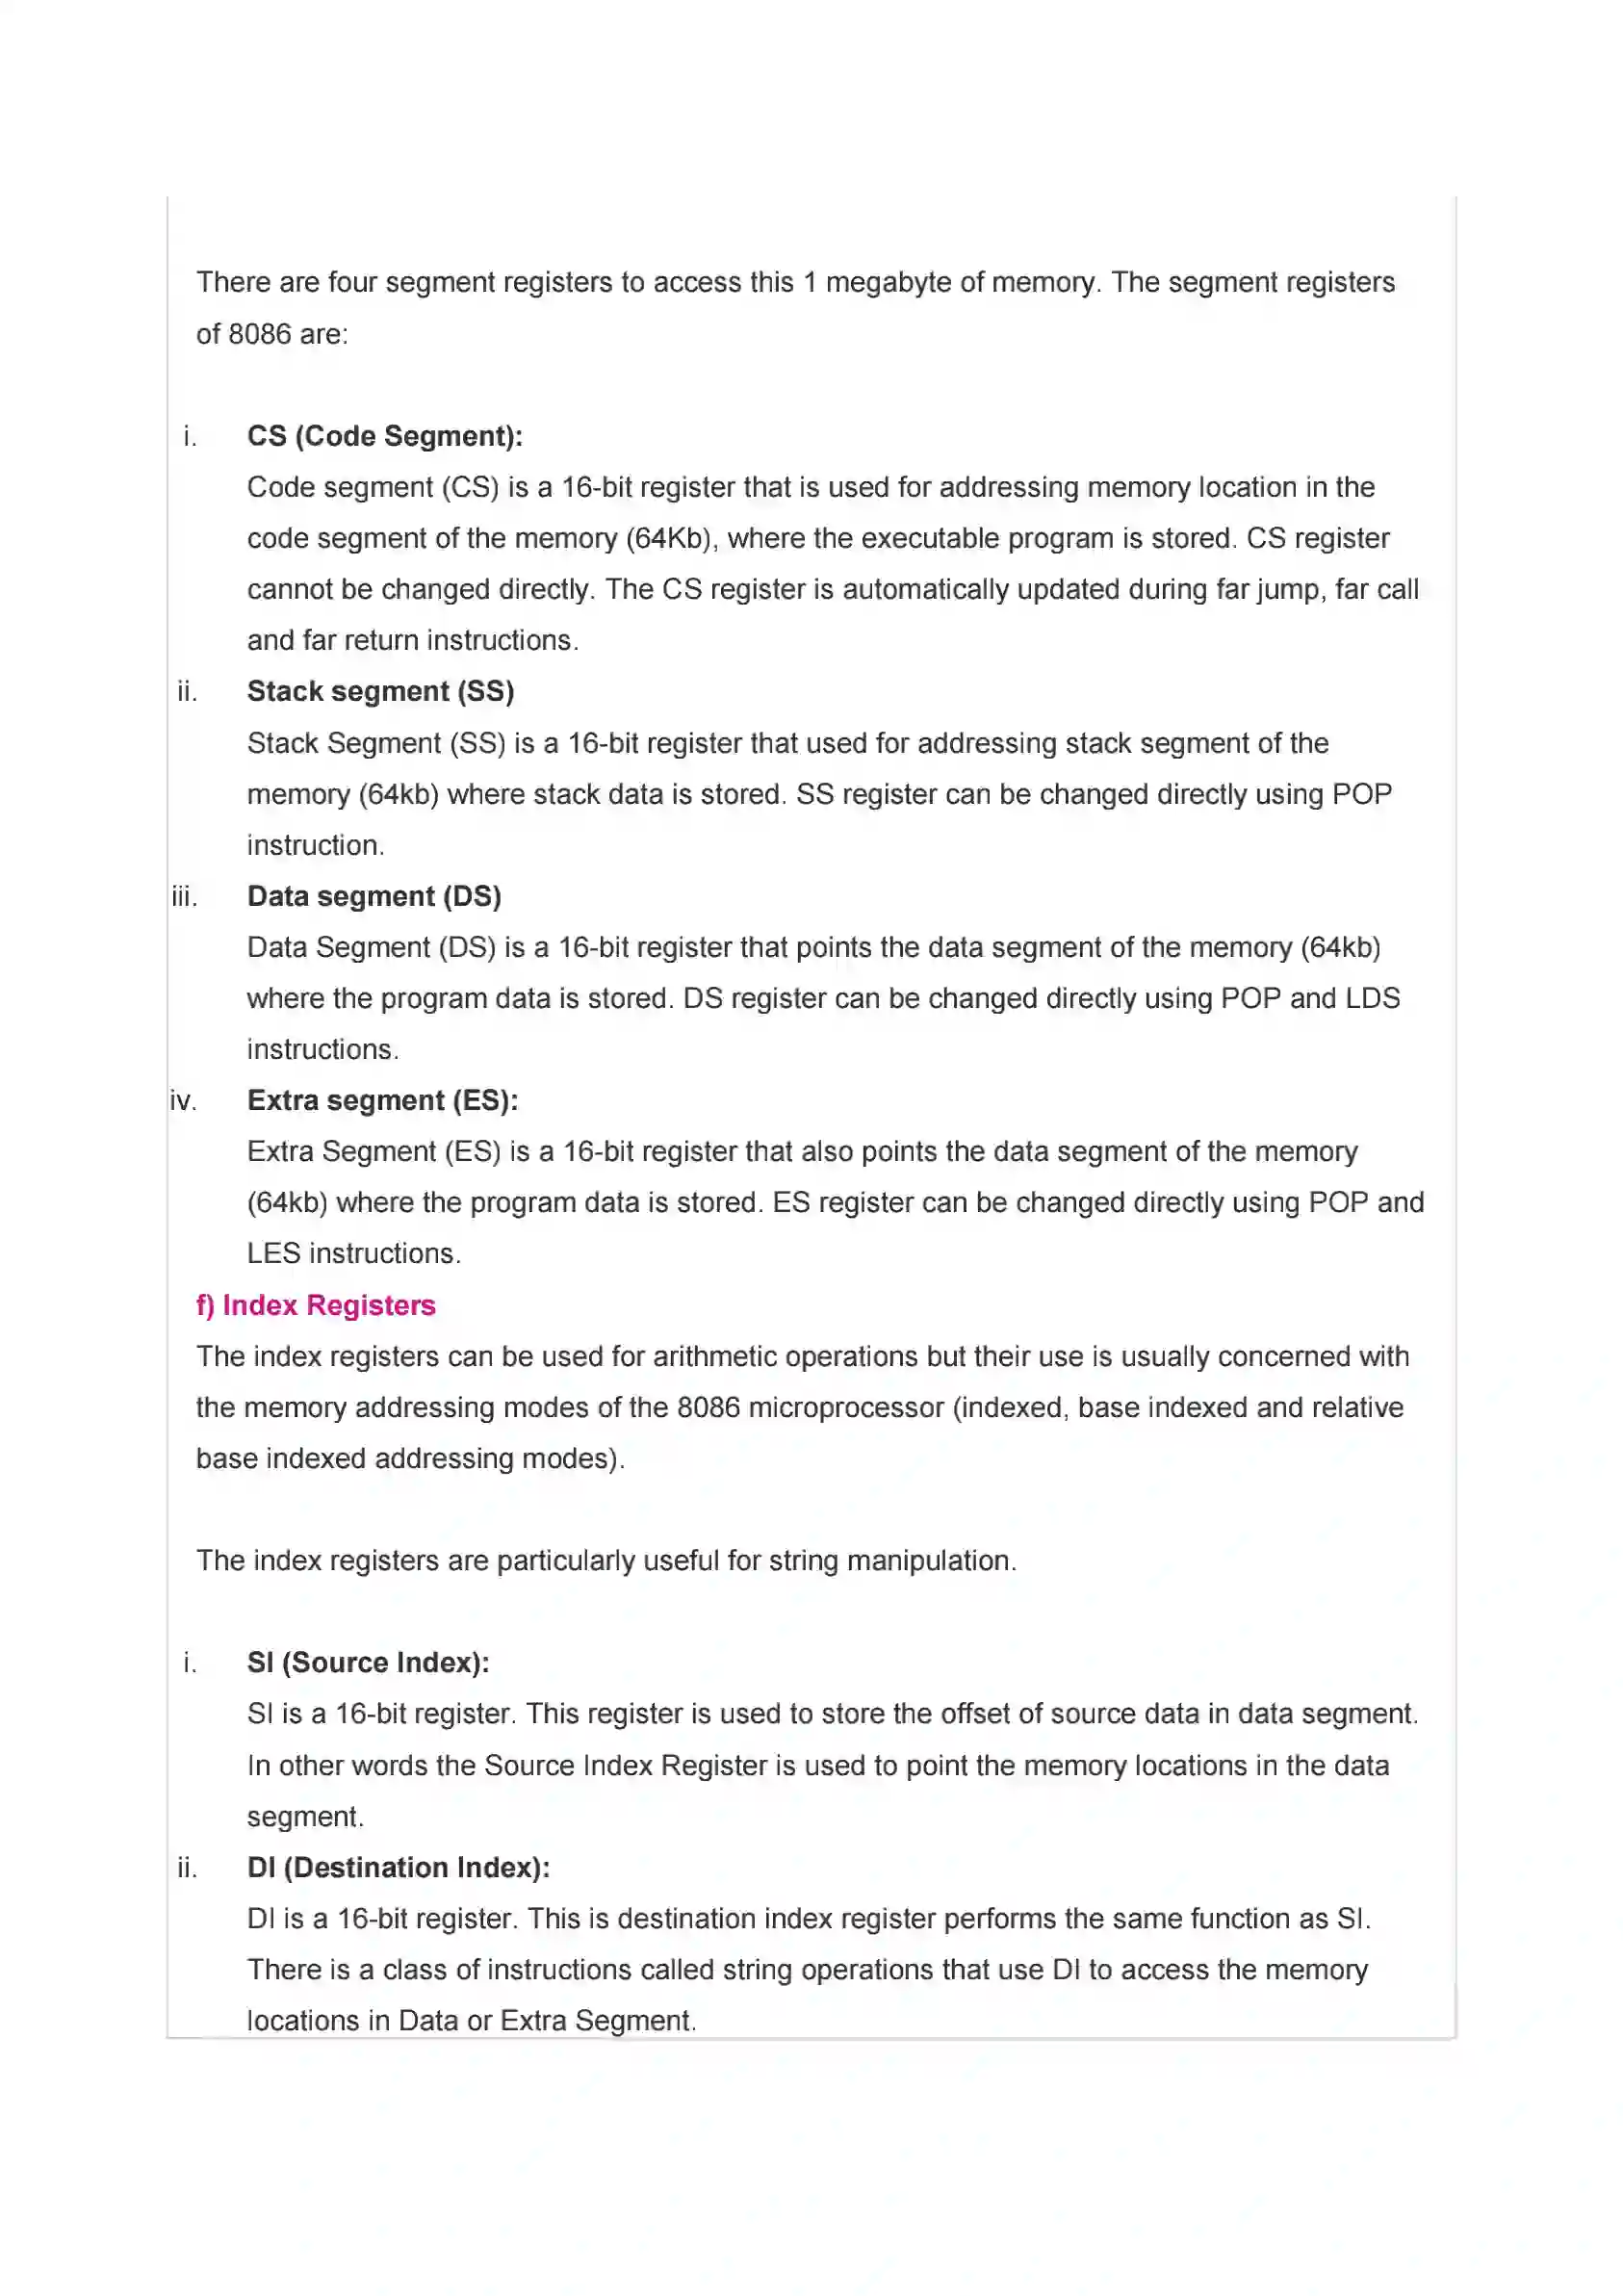 There are four segment registers to access this 1 megabyte of memory. The segment registers
of 8086 are:
i. CS (Code Segment):
Code segment (CS) is a 16-bit register that is used for addressing memory location in the
code segment of the memory (64Kb), where the executable program is stored. CS register
cannot be changed directly. The CS register is automatically updated during far jump, far call
and far return instructions.
ii. Stack segment (SS)
Stack Segment (SS) is a 16-bit register that used for addressing stack segment of the
memory (64kb) where stack data is stored. SS register can be changed directly using POP
instruction.
iii. Data segment (DS)
Data Segment (DS) is a 16-bit register that points the data segment of the memory (64kb)
where the program data is stored. DS register can be changed directly using POP and LDS
instructions.
iv. Extra segment (ES):
Extra Segment (ES) is a 16-bit register that also points the data segment of the memory
(64kb) where the program data is stored. ES register can be changed directly using POP and
LES instructions.
f) Index Registers
The index registers can be used for arithmetic operations but their use is usually concerned with
the memory addressing modes of the 8086 microprocessor (indexed, base indexed and relative
base indexed addressing modes).
The index registers are particularly useful for string manipulation.
i. SI (Source Index):
SI is a 16-bit register. This register is used to store the offset of source data in data segment.
In other words the Source Index Register is used to point the memory locations in the data
segment.
ii. DI (Destination Index):
DI is a 16-bit register. This is destination index register performs the same function as SI.
There is a class of instructions called string operations that use DI to access the memory
locations in Data or Extra Segment.